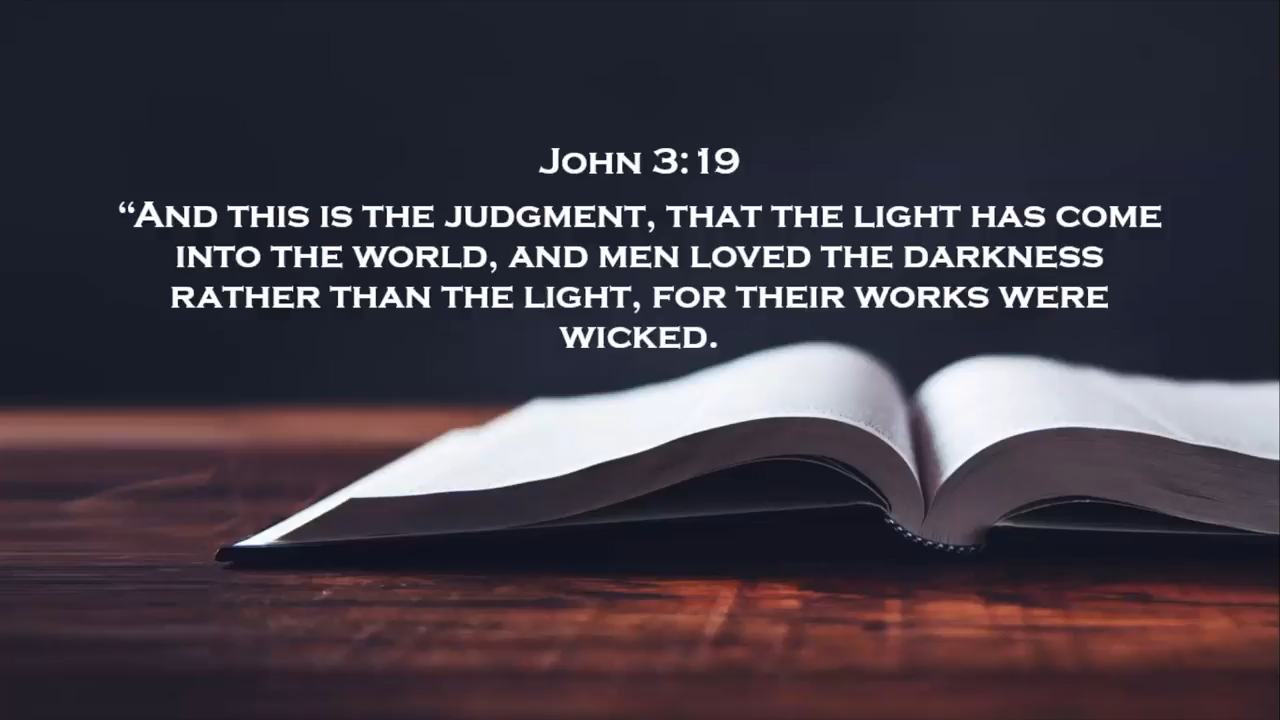 John 3:19
“And this is the judgment, that the light has come
into the world, and men loved the darkness
rather than the light, for their works were
wicked.